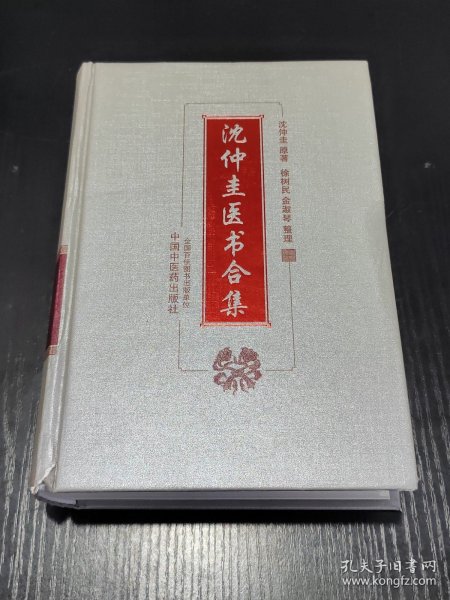 沈仲圭 原著 徐树民 金淑琴 整理
沈仲圭医书合集
全国百佳图书出版单位
中国中医药出版社
孔夫子旧书网
www.kongfz.com